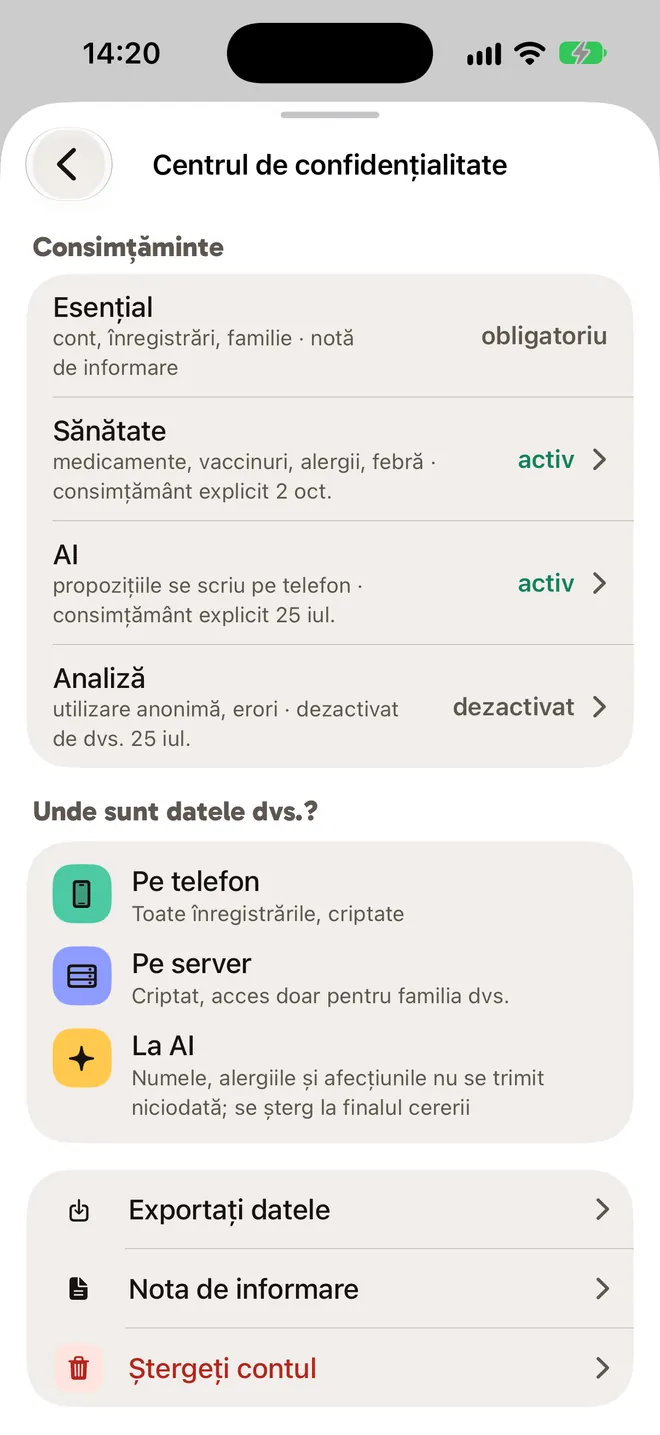 14:20
Centrul de confidențialitate
Consimțăminte
Esențial
cont, înregistrări, familie · notă
de informare
obligatoriu
Sănătate
medicamente, vaccinuri, alergii, febră ·
consimțământ explicit 2 oct.
activ
AI
propozițiile se scriu pe telefon ·
consimțământ explicit 25 iul.
activ
Analiză
utilizare anonimă, erori · dezactivat
de dvs. 25 iul.
dezactivat
Unde sunt datele dvs.?
Pe telefon
Toate înregistrările, criptate
Pe server
Criptat, acces doar pentru familia dvs.
La AI
Numele, alergiile și afecțiunile nu se trimit
niciodată; se șterg la finalul cererii
Exportați datele
Nota de informare
Ștergeți contul